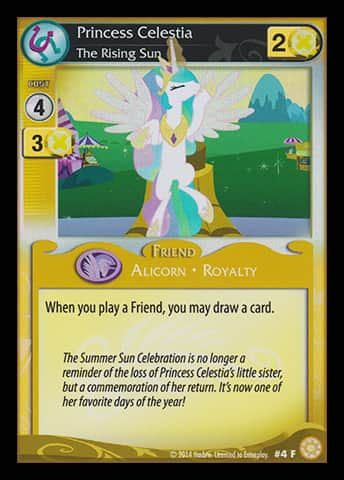 Princess Celestia
The Rising Sun
2
COST
4
3
FRIEND
ALICORN • ROYALTY
When you play a Friend, you may draw a card.
The Summer Sun Celebration is no longer a
reminder of the loss of Princess Celestia's little sister,
but a commemoration of her return. It's now one of
her favorite days of the year!
© 2014 Hasbro. Licensed to Enterplay. #4 F